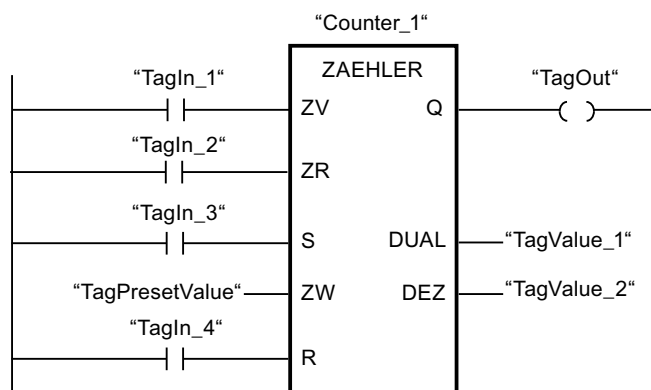 “Counter_1“
ZAEHLER
“TagIn_1“
ZV
Q
“TagOut“
“TagIn_2“
ZR
“TagIn_3“
S
DUAL
“TagValue_1“
“TagPresetValue“
ZW
DEZ
“TagValue_2“
“TagIn_4“
R